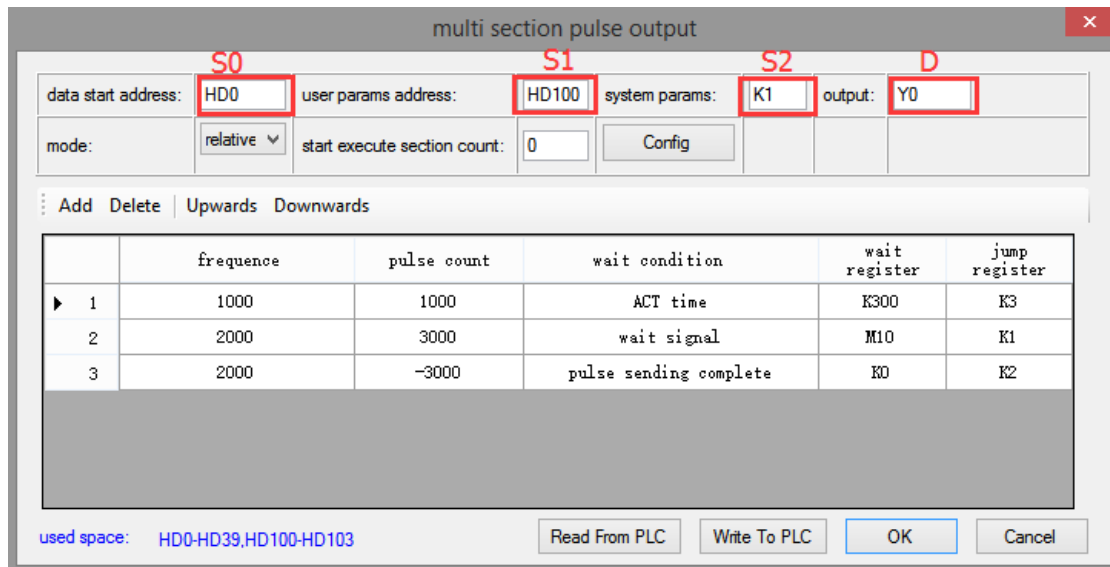 multi section pulse output
S0 S1 S2 D
data start address: HD0 user params address: HD100 system params: K1 output: Y0
mode: relative start execute section count: 0 Config
Add Delete Upwards Downwards
frequence pulse count wait condition wait register jump register
1 1000 1000 ACT time K300 K3
2 2000 3000 wait signal M10 K1
3 2000 -3000 pulse sending complete K0 K2
used space: HD0-HD39,HD100-HD103 Read From PLC Write To PLC OK Cancel